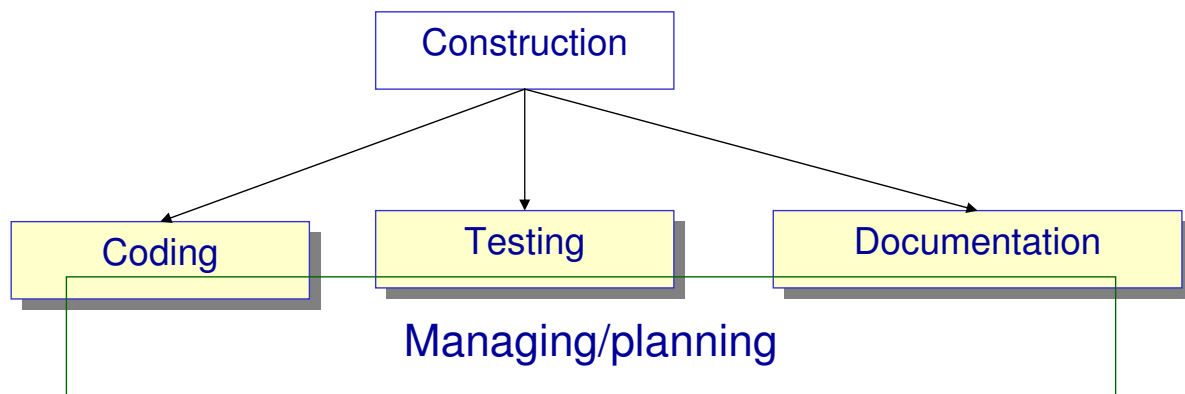 Construction
Coding
Testing
Documentation
Managing/planning